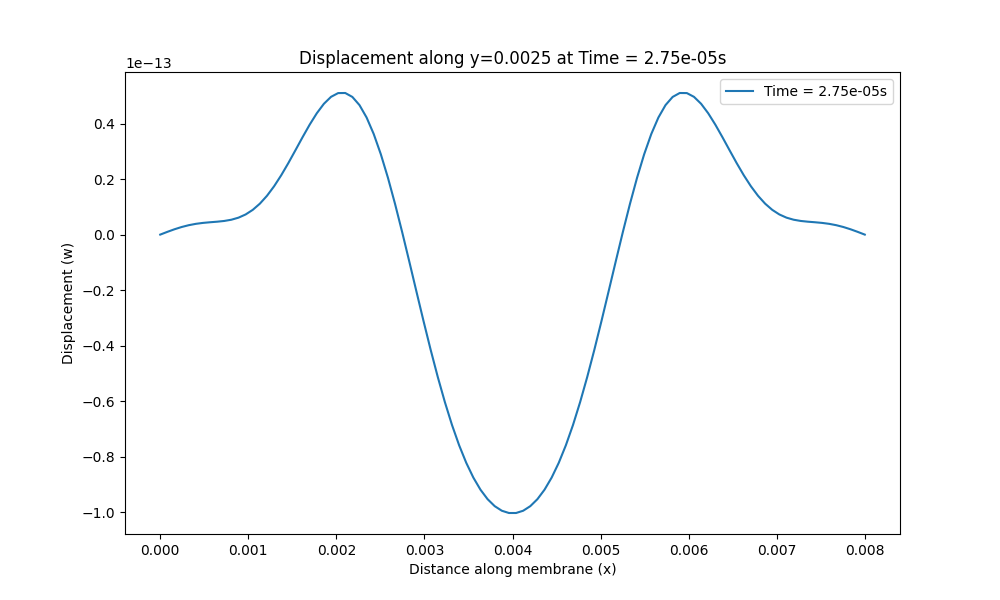 Displacement along y=0.0025 at Time = 2.75e-05s
1e−13
Time = 2.75e-05s
0.4
0.2
0.0
−0.2
−0.4
−0.6
−0.8
−1.0
Displacement (w)
0.000 0.001 0.002 0.003 0.004 0.005 0.006 0.007 0.008
Distance along membrane (x)